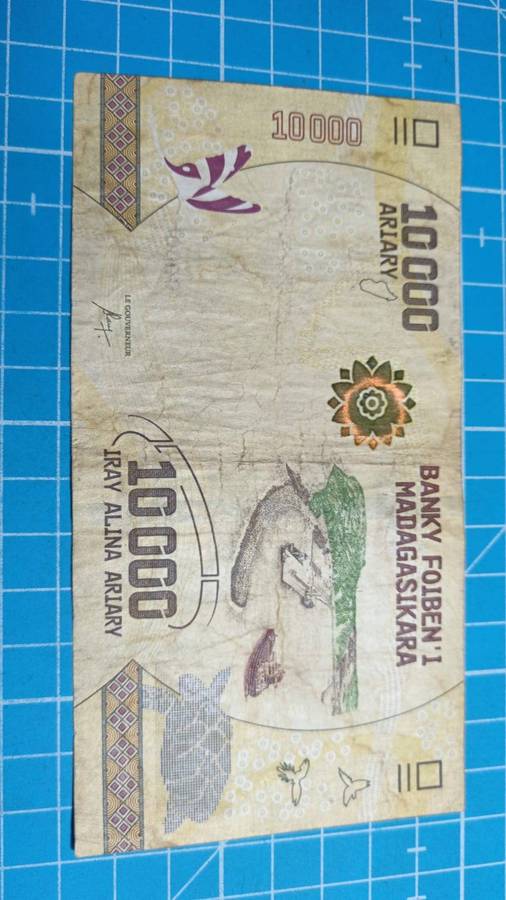 BANKY FOIBEN'I
MADAGASIKARA
10 000
ARIARY
10 000
LE GOUVERNEUR
10 000
IRAY ALINA ARIARY